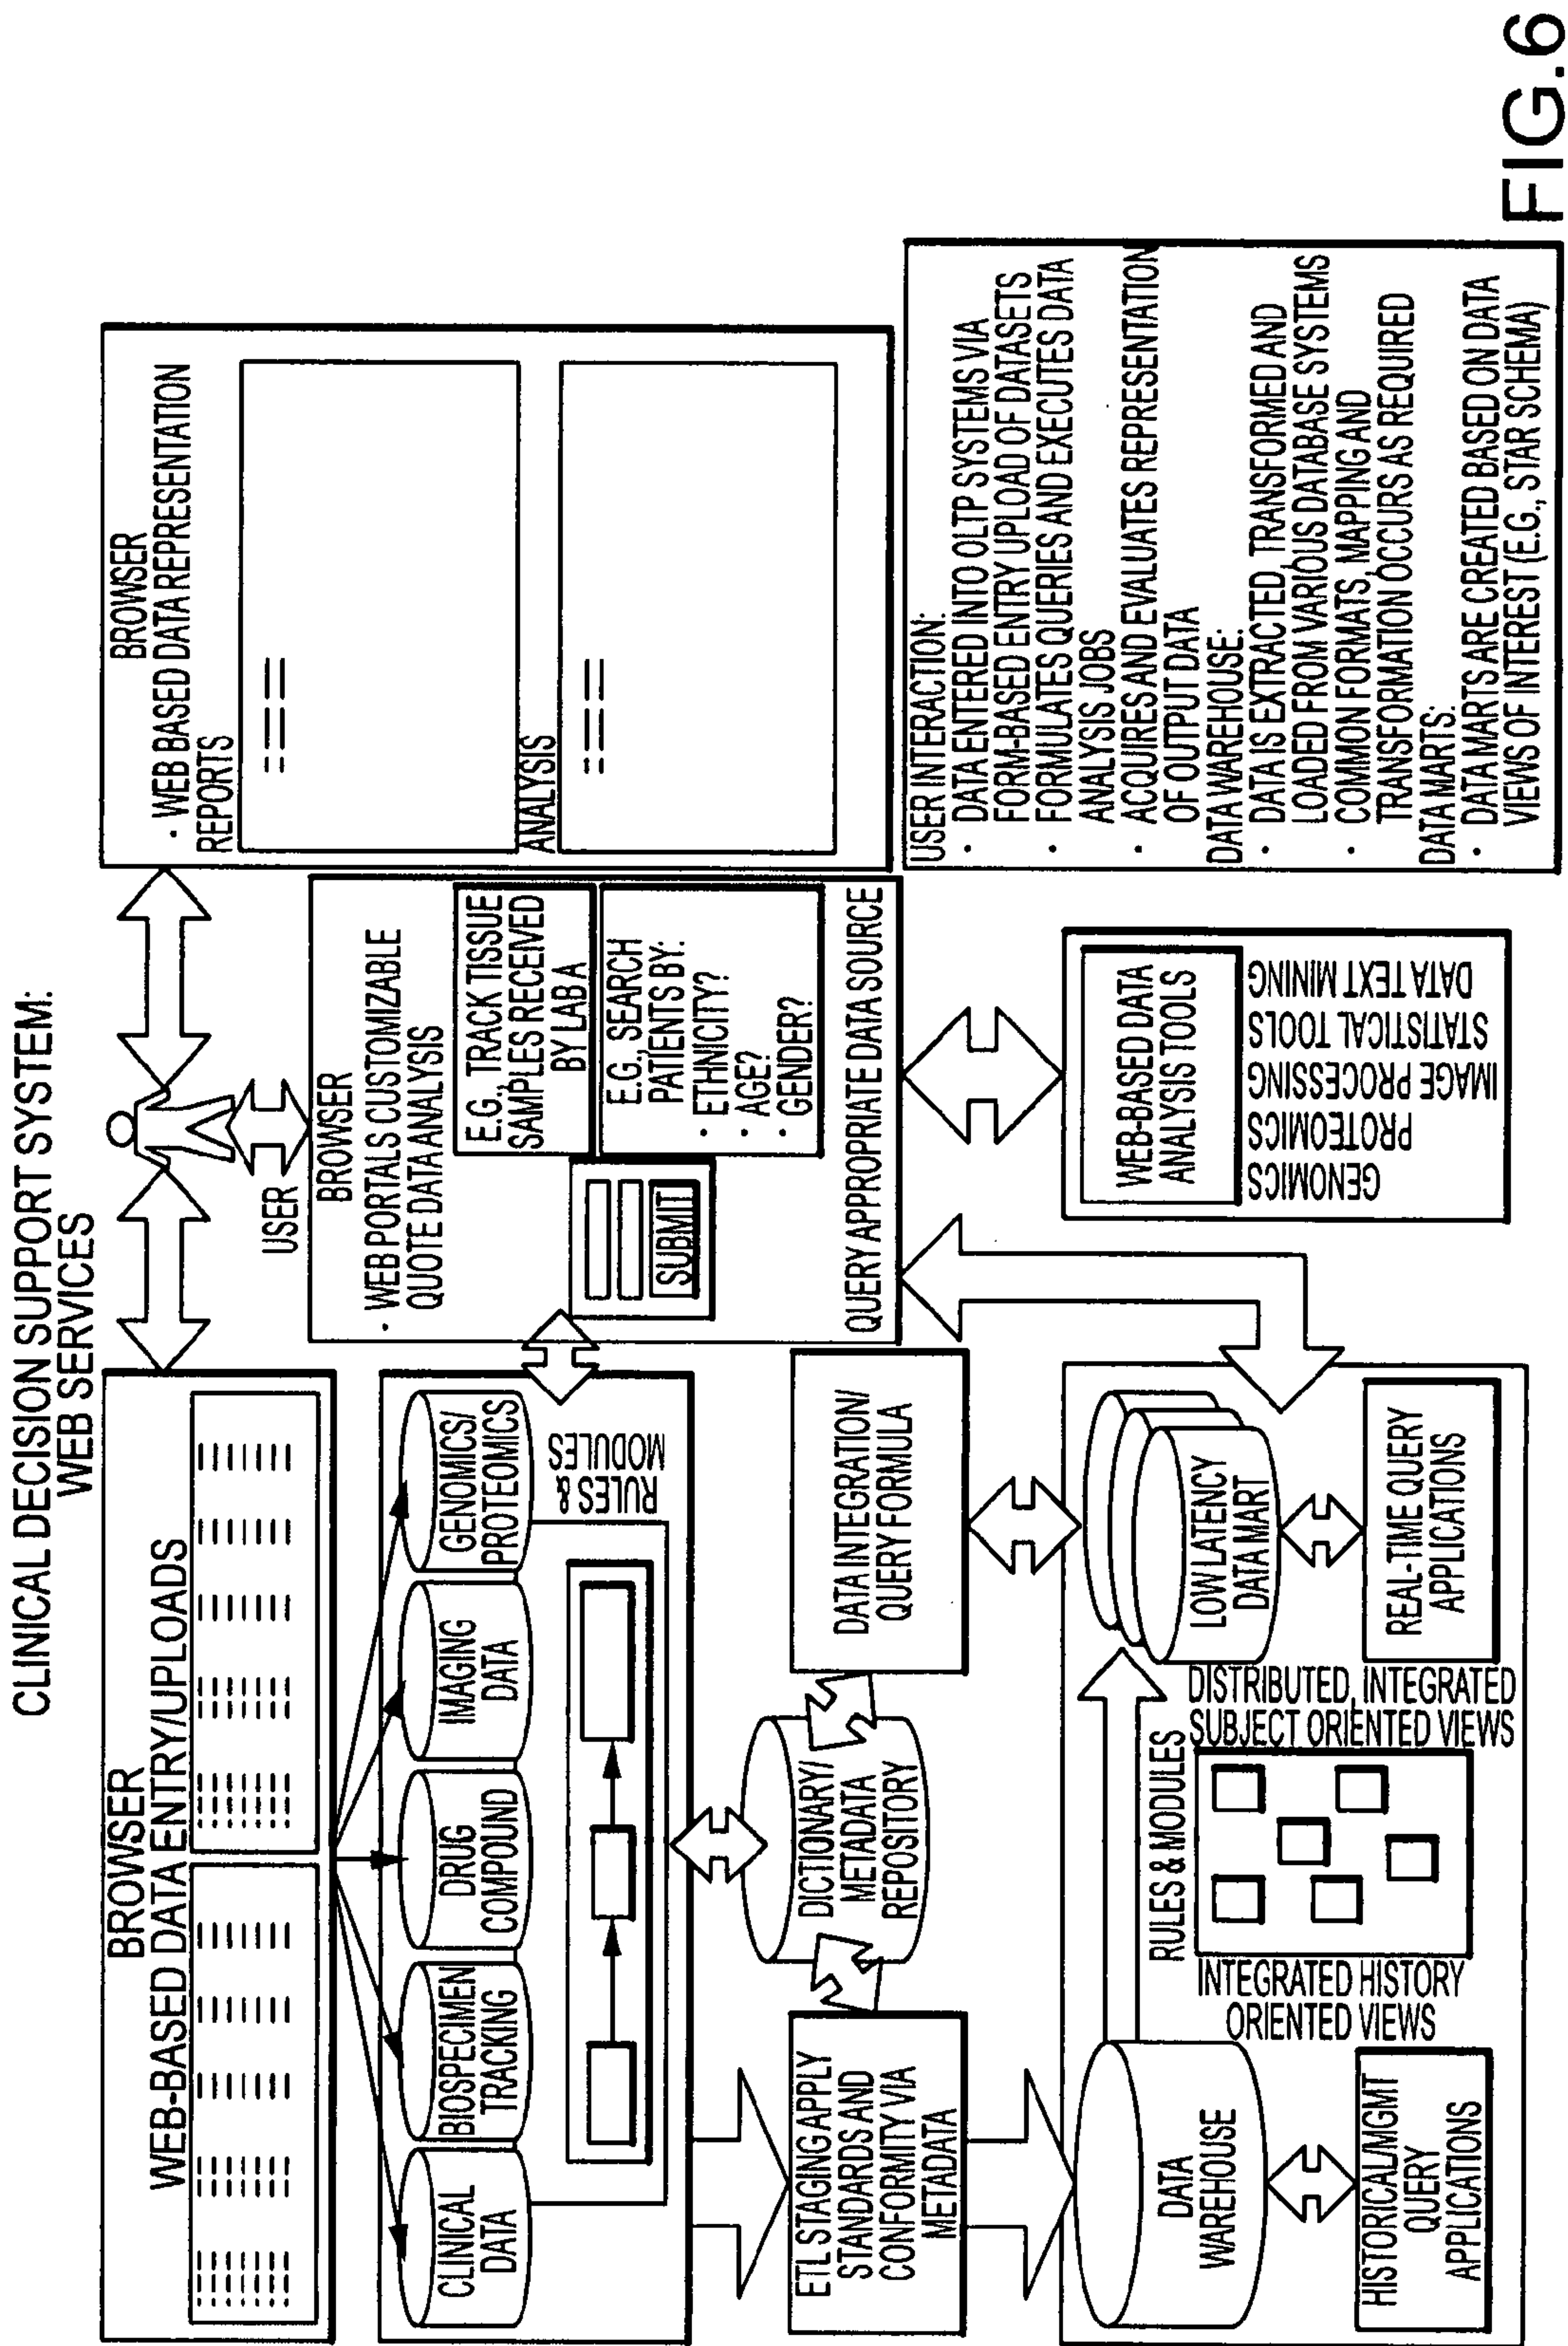 CLINICAL DECISION SUPPORT SYSTEM:
WEB SERVICES
BROWSER
WEB-BASED DATA ENTRY/UPLOADS
USER
BROWSER
• WEB BASED DATA REPRESENTATION
REPORTS
ANALYSIS
CLINICAL
DATA
BIOSPECIMEN
TRACKING
DRUG
COMPOUND
IMAGING
DATA
GENOMICS/
PROTEOMICS
RULES &
MODULES
BROWSER
• WEB PORTALS CUSTOMIZABLE
QUOTE DATA ANALYSIS
E.G., TRACK TISSUE
SAMPLES RECEIVED
BY LAB A
E.G., SEARCH
PATIENTS BY:
• ETHNICITY?
• AGE?
• GENDER?
SUBMIT
QUERY APPROPRIATE DATA SOURCE
ETL STAGING APPLY
STANDARDS AND
CONFORMITY VIA
METADATA
DICTIONARY/
METADATA
REPOSITORY
DATA INTEGRATION/
QUERY FORMULA
DATA
WAREHOUSE
HISTORICAL/MGMT
QUERY
APPLICATIONS
RULES & MODULES
INTEGRATED HISTORY
ORIENTED VIEWS
DISTRIBUTED, INTEGRATED
SUBJECT ORIENTED VIEWS
LOW LATENCY
DATA MART
REAL-TIME QUERY
APPLICATIONS
WEB-BASED DATA
ANALYSIS TOOLS
GENOMICS
PROTEOMICS
IMAGE PROCESSING
STATISTICAL TOOLS
DATA TEXT MINING
USER INTERACTION:
• DATA ENTERED INTO OLTP SYSTEMS VIA
FORM-BASED ENTRY UPLOAD OF DATASETS
• FORMULATES QUERIES AND EXECUTES DATA
ANALYSIS JOBS
• ACQUIRES AND EVALUATES REPRESENTATION
OF OUTPUT DATA
DATA WAREHOUSE:
• DATA IS EXTRACTED, TRANSFORMED AND
LOADED FROM VARIOUS DATABASE SYSTEMS
• COMMON FORMATS, MAPPING AND
TRANSFORMATION OCCURS AS REQUIRED
DATA MARTS:
• DATA MARTS ARE CREATED BASED ON DATA
VIEWS OF INTEREST (E.G., STAR SCHEMA)
FIG.6